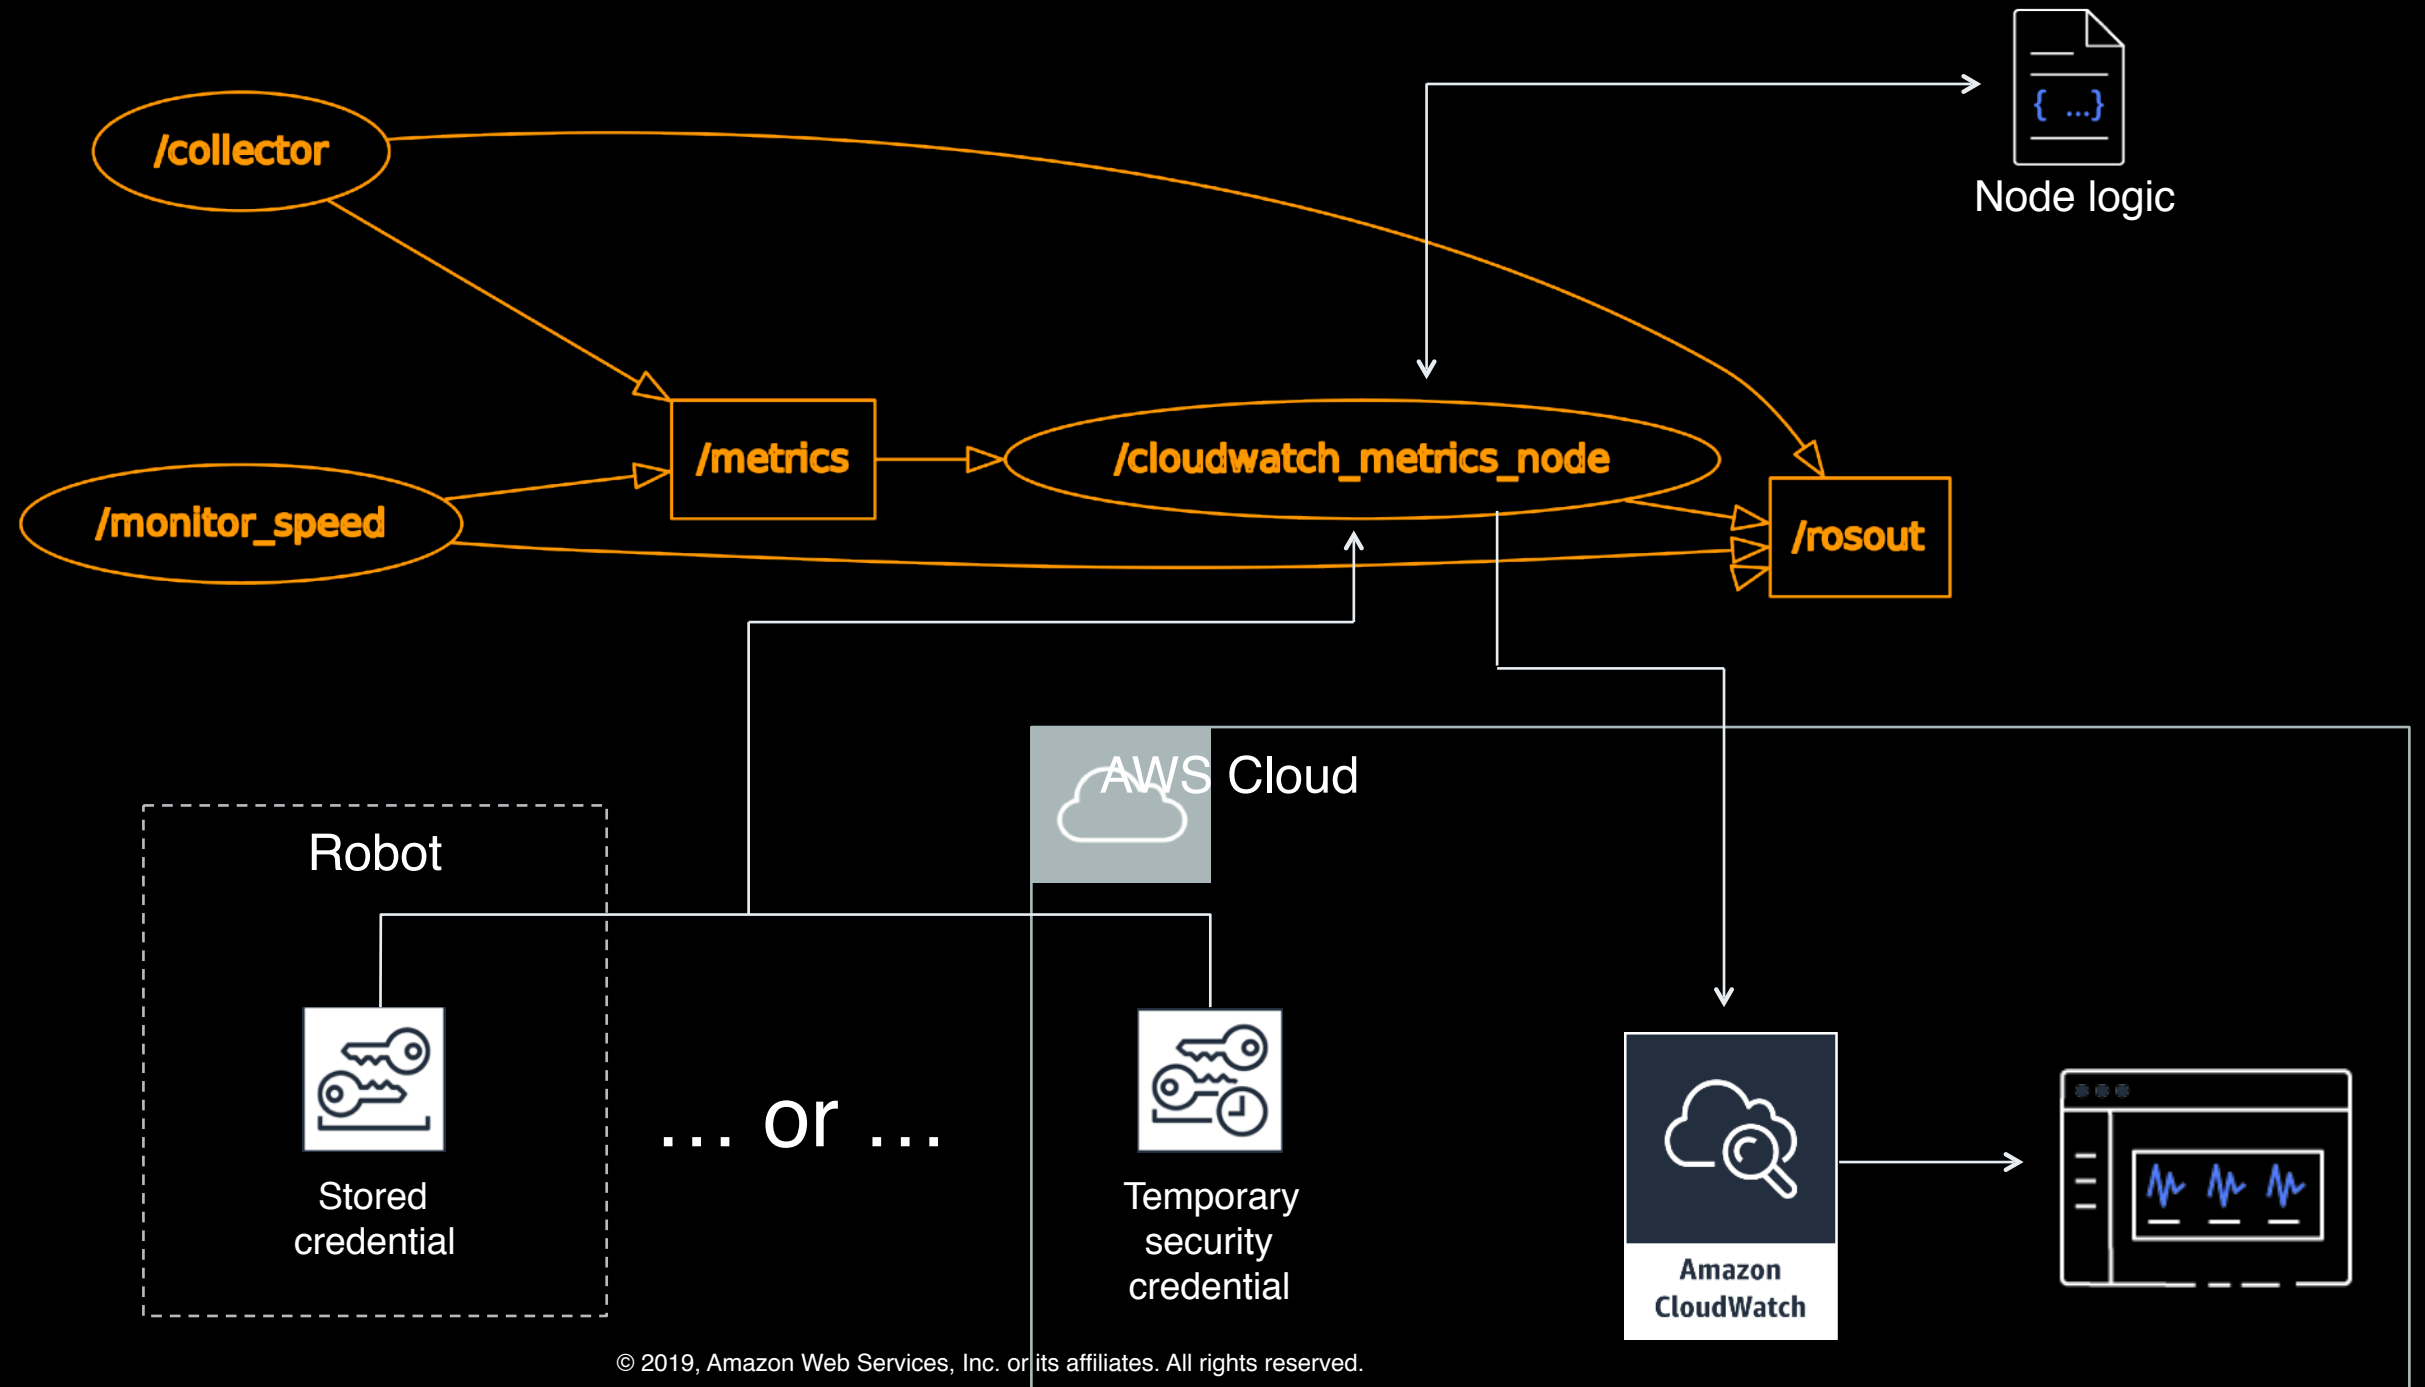 { ...}
Node logic
/collector
/metrics
/cloudwatch_metrics_node
/monitor_speed
/rosout
AWS Cloud
Robot
... or ...
Stored
credential
Temporary
security
credential
Amazon
CloudWatch
© 2019, Amazon Web Services, Inc. or its affiliates. All rights reserved.